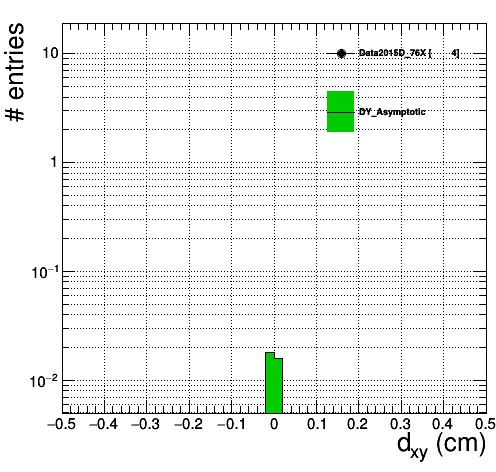 # entries
10
Data2015D_76X [ 4]
DY_Asymptotic
1
10⁻¹
10⁻²
−0.5 −0.4 −0.3 −0.2 −0.1 0 0.1 0.2 0.3 0.4 0.5
dxy (cm)